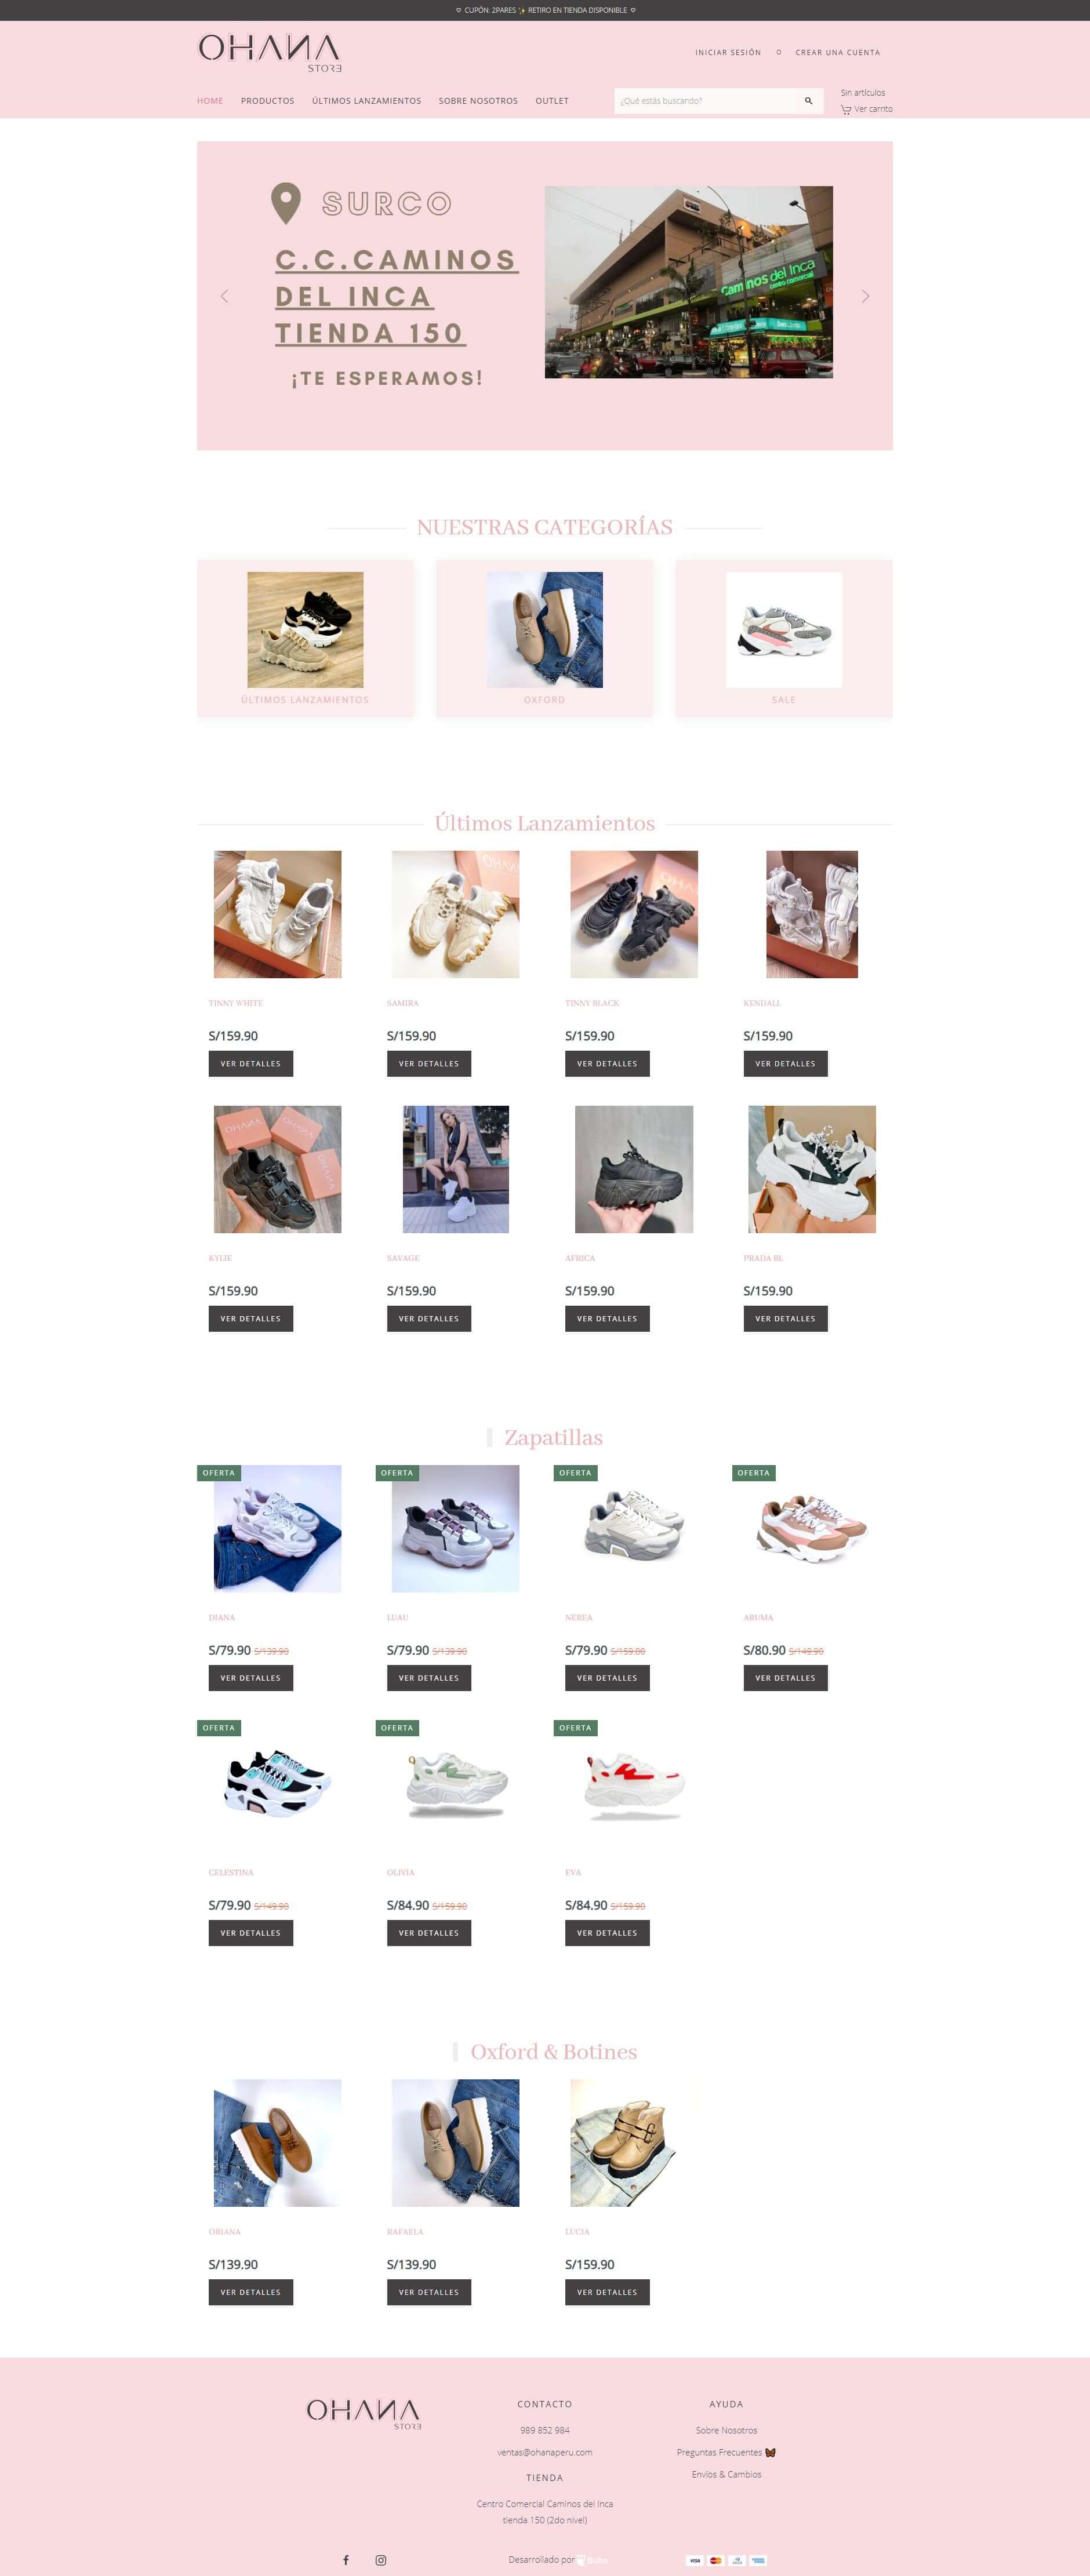 CUPÓN: 2PARES ✨ RETIRO EN TIENDA DISPONIBLE
OHANA
STORE
INICIAR SESIÓN
CREAR UNA CUENTA
HOME PRODUCTOS ÚLTIMOS LANZAMIENTOS SOBRE NOSOTROS OUTLET
¿Qué estás buscando?
Sin artículos
Ver carrito
SURCO
C.C.CAMINOS
DEL INCA
TIENDA 150
¡TE ESPERAMOS!
Caminos del Inca
centro comercial
NUESTRAS CATEGORÍAS
ÚLTIMOS LANZAMIENTOS
OXFORD
SALE
Últimos Lanzamientos
TINNY WHITE
S/159.90
VER DETALLES
SAMIRA
S/159.90
VER DETALLES
TINNY BLACK
S/159.90
VER DETALLES
KENDALL
S/159.90
VER DETALLES
KYLIE
S/159.90
VER DETALLES
SAVAGE
S/159.90
VER DETALLES
AFRICA
S/159.90
VER DETALLES
PRADA BL
S/159.90
VER DETALLES
Zapatillas
OFERTA
DIANA
S/79.90 S/139.90
VER DETALLES
OFERTA
LUAU
S/79.90 S/139.90
VER DETALLES
OFERTA
NEREA
S/79.90 S/159.00
VER DETALLES
OFERTA
ARUMA
S/80.90 S/149.90
VER DETALLES
OFERTA
CELESTINA
S/79.90 S/149.90
VER DETALLES
OFERTA
OLIVIA
S/84.90 S/159.90
VER DETALLES
OFERTA
EVA
S/84.90 S/159.90
VER DETALLES
Oxford & Botines
ORIANA
S/139.90
VER DETALLES
RAFAELA
S/139.90
VER DETALLES
LUCIA
S/159.90
VER DETALLES
OHANA
STORE
CONTACTO
989 852 984
ventas@ohanaperu.com
TIENDA
Centro Comercial Caminos del Inca
tienda 150 (2do nivel)
AYUDA
Sobre Nosotros
Preguntas Frecuentes 🦋
Envíos & Cambios
Desarrollado por
VISA